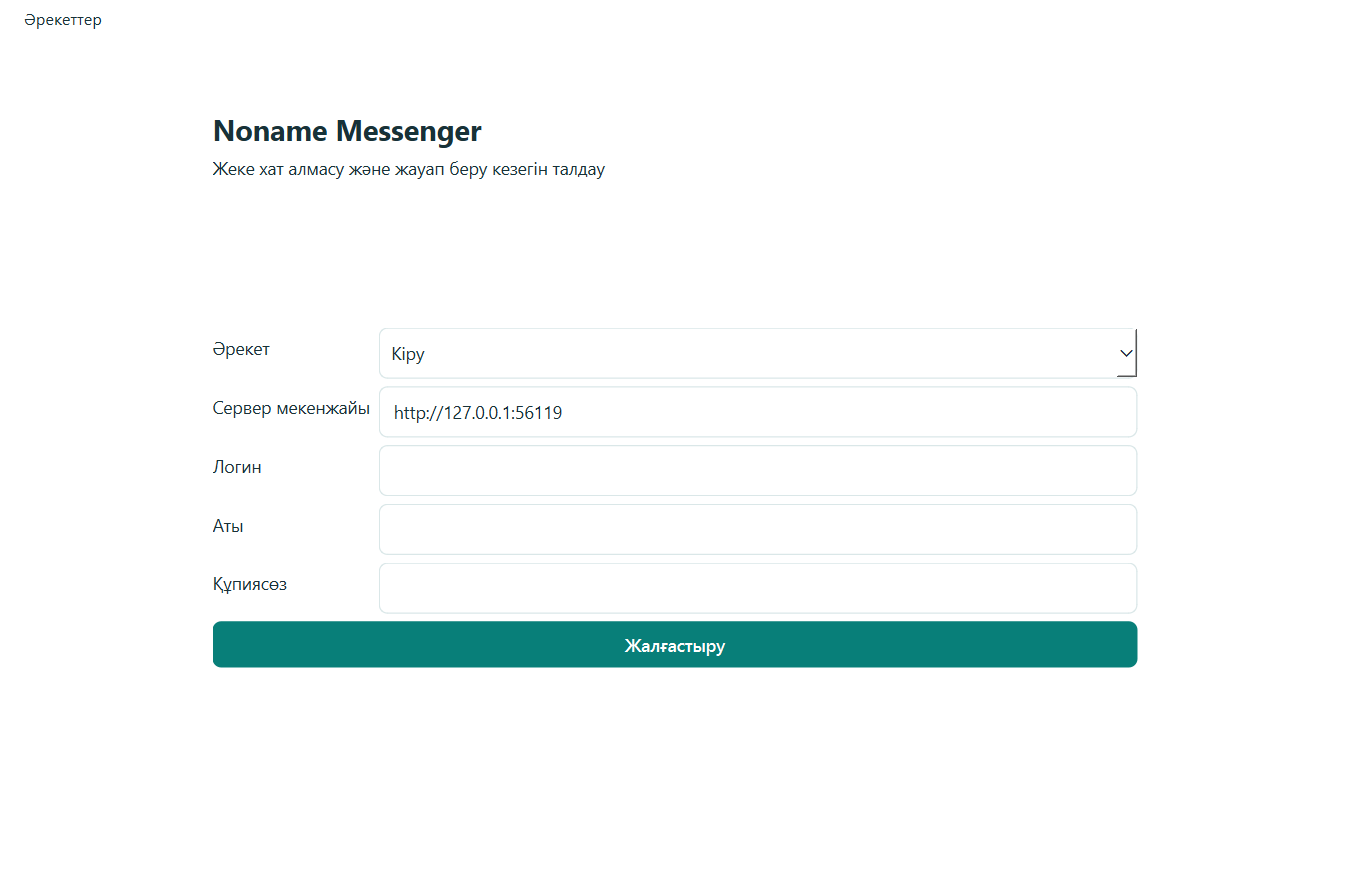 Әрекеттер
Noname Messenger
Жеке хат алмасу және жауап беру кезегін талдау
Әрекет
Кіру
Сервер мекенжайы
http://127.0.0.1:56119
Логин
Аты
Құпиясөз
Жалғастыру